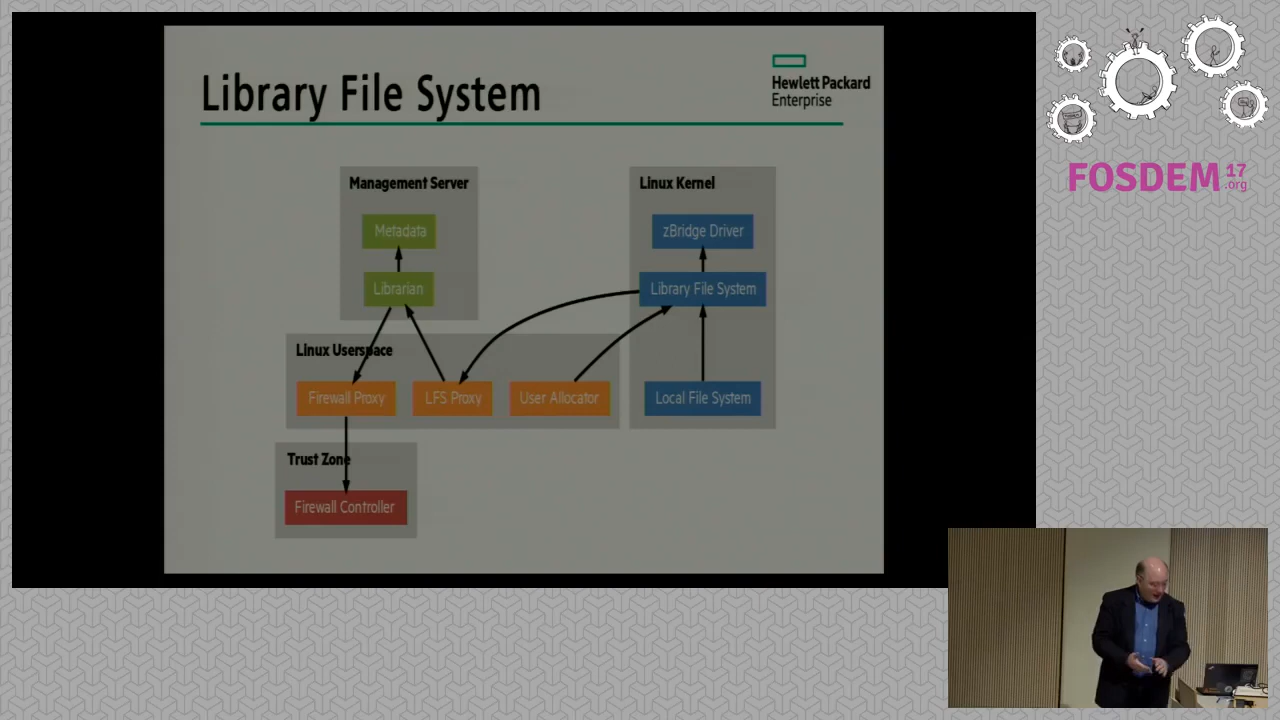 Library File System
Hewlett Packard
Enterprise
Management Server
Metadata
Librarian
Linux Kernel
zBridge Driver
Library File System
Local File System
Linux Userspace
Firewall Proxy
LFS Proxy
User Allocator
Trust Zone
Firewall Controller
FOSDEM 17
.org